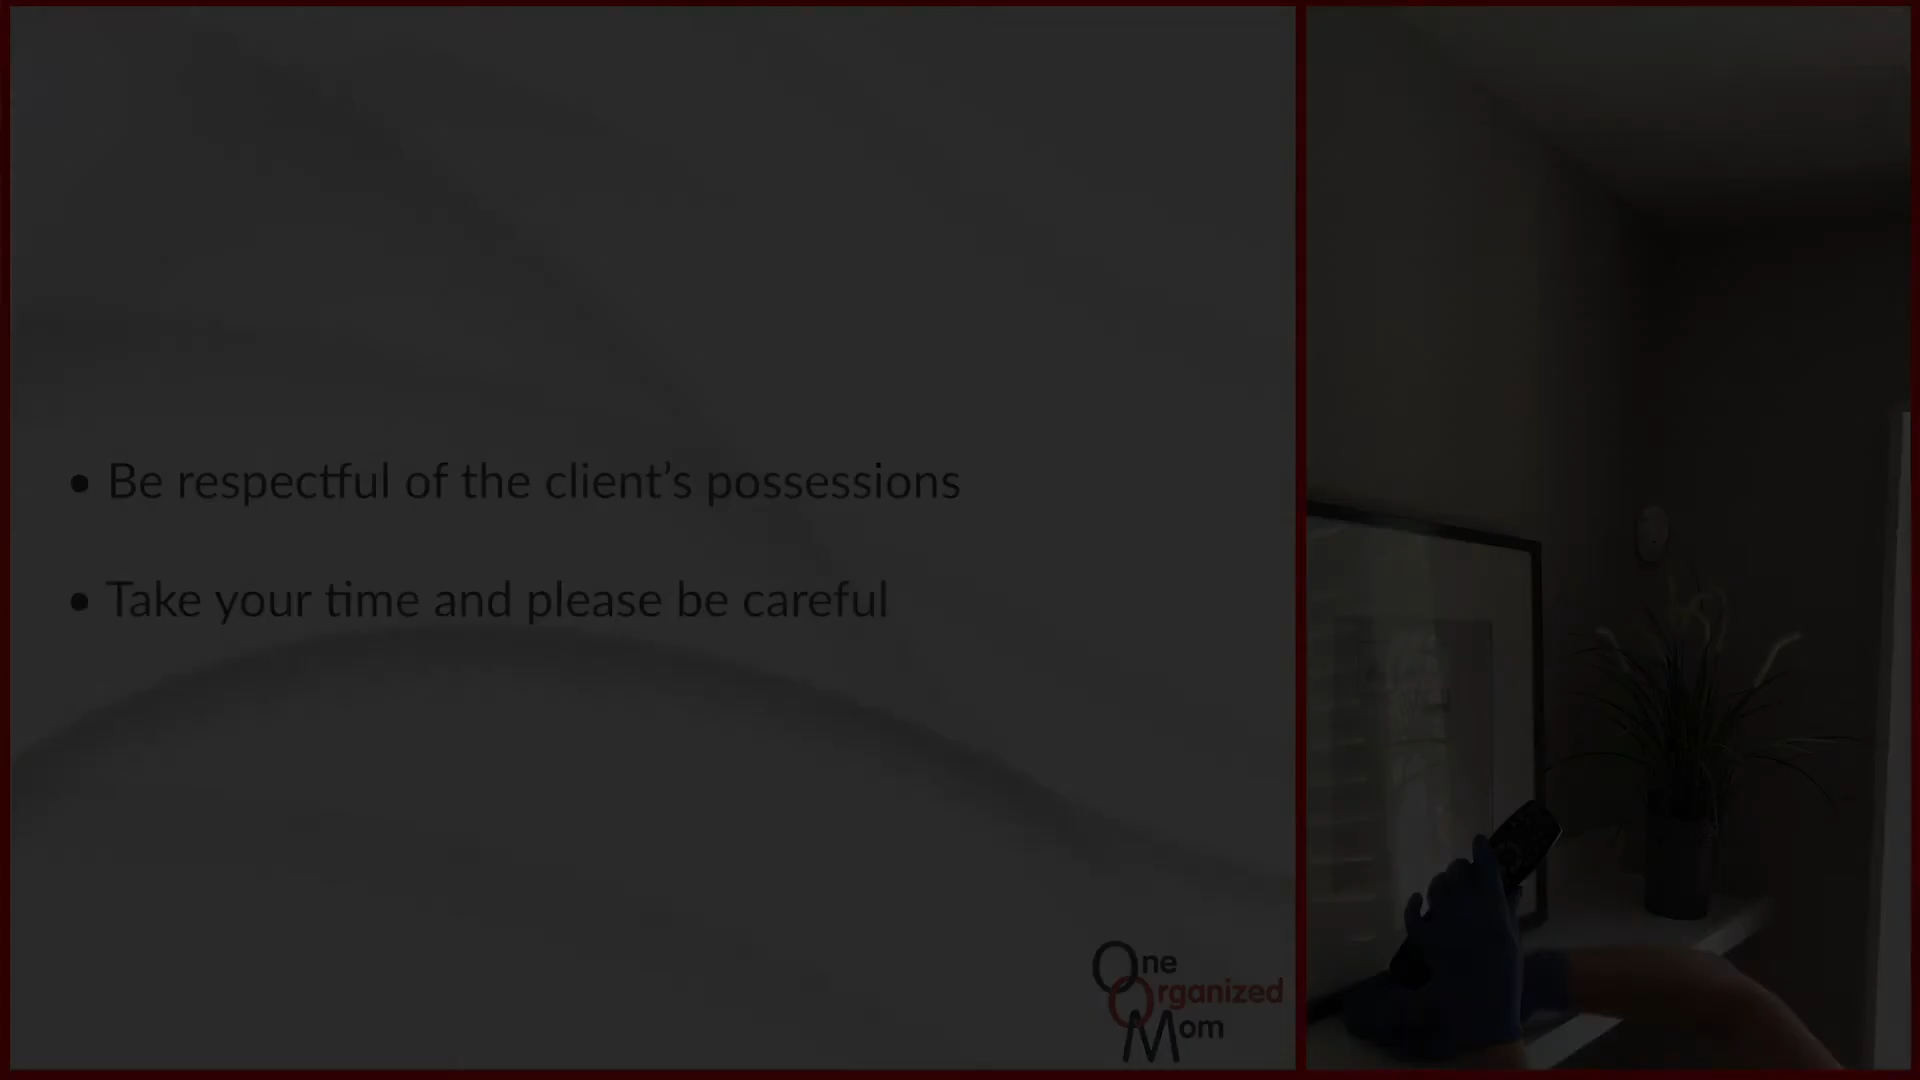 • Be respectful of the client's possessions
• Take your time and please be careful
One
Organized
Mom